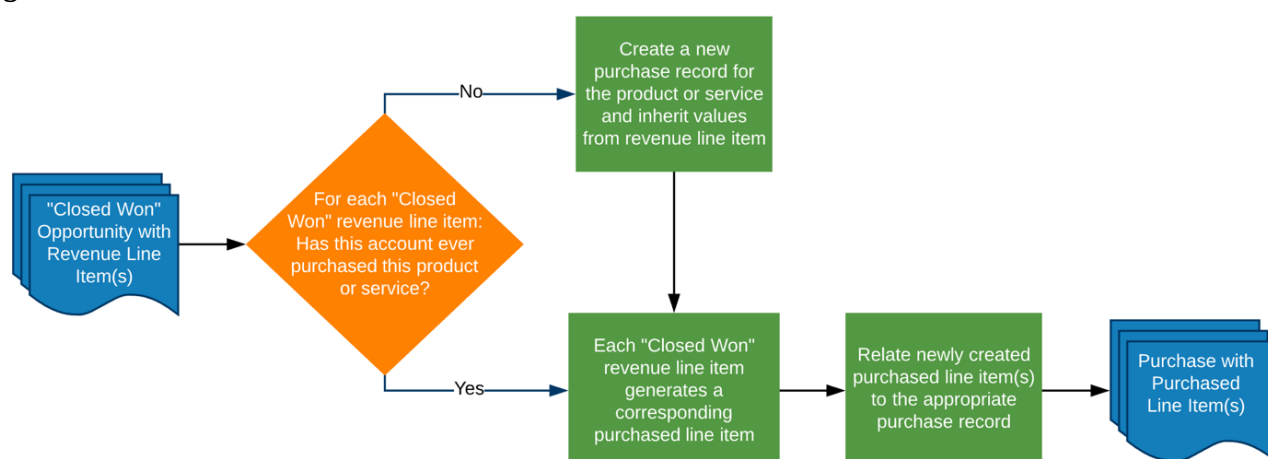 Create a new
purchase record for
the product or service
and inherit values
from revenue line item
No
"Closed Won"
Opportunity with
Revenue Line
Item(s)
For each "Closed
Won" revenue line item:
Has this account ever
purchased this product
or service?
Yes
Each "Closed Won"
revenue line item
generates a
corresponding
purchased line item
Relate newly created
purchased line item(s)
to the appropriate
purchase record
Purchase with
Purchased
Line Item(s)